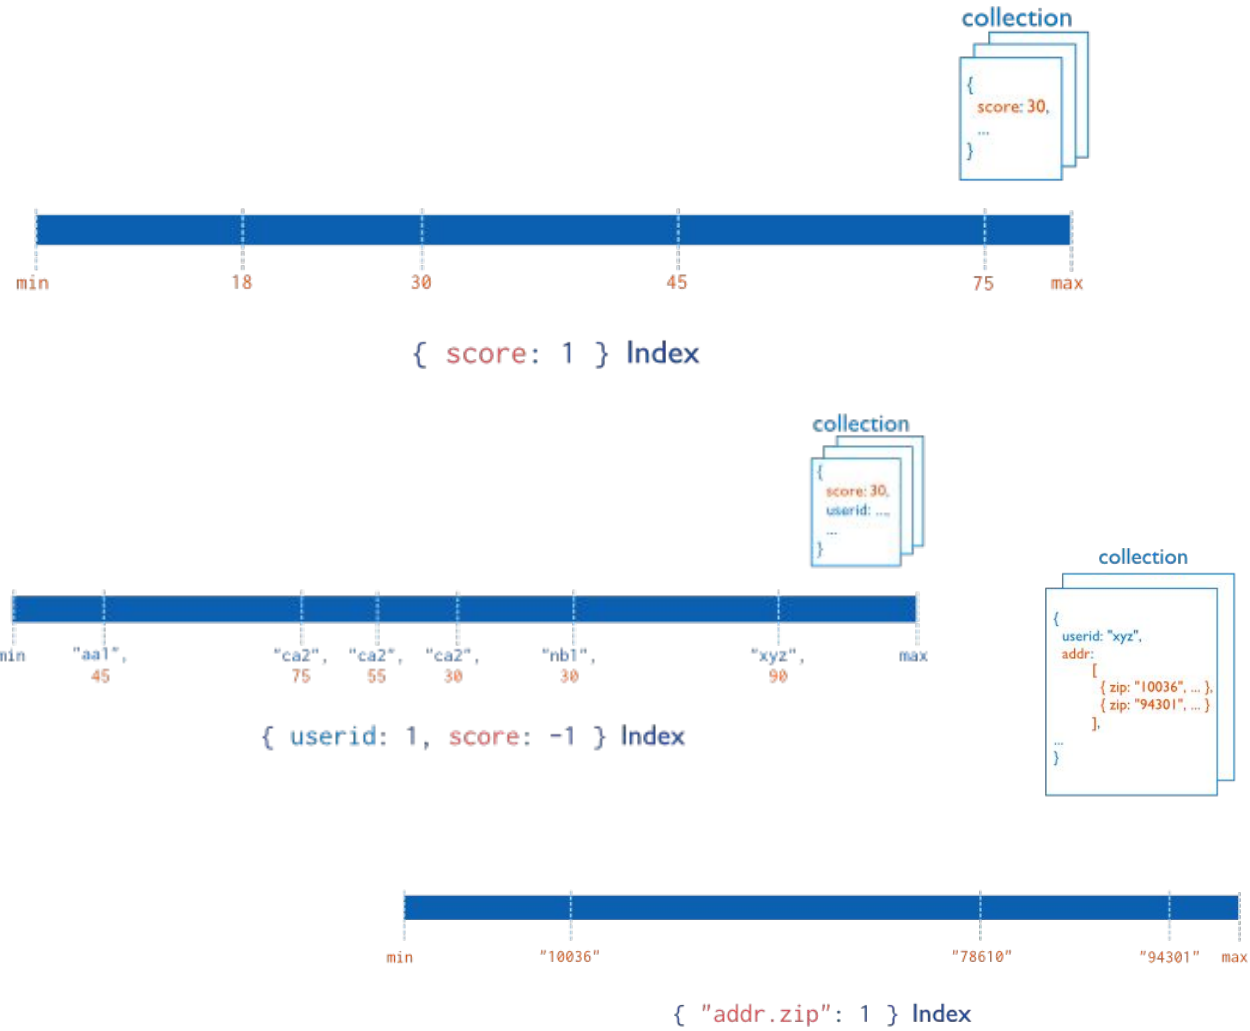 collection
{
score: 30,
...
}
min 18 30 45 75 max
{ score: 1 } Index
collection
{
score: 30,
userid: ...,
...
}
min "aa1", "ca2", "ca2", "ca2", "nb1", "xyz", max
45 75 55 30 30 90
{ userid: 1, score: -1 } Index
collection
{
userid: "xyz",
addr:
[
{ zip: "10036", ... },
{ zip: "94301", ... }
],
...
}
min "10036" "78610" "94301" max
{ "addr.zip": 1 } Index